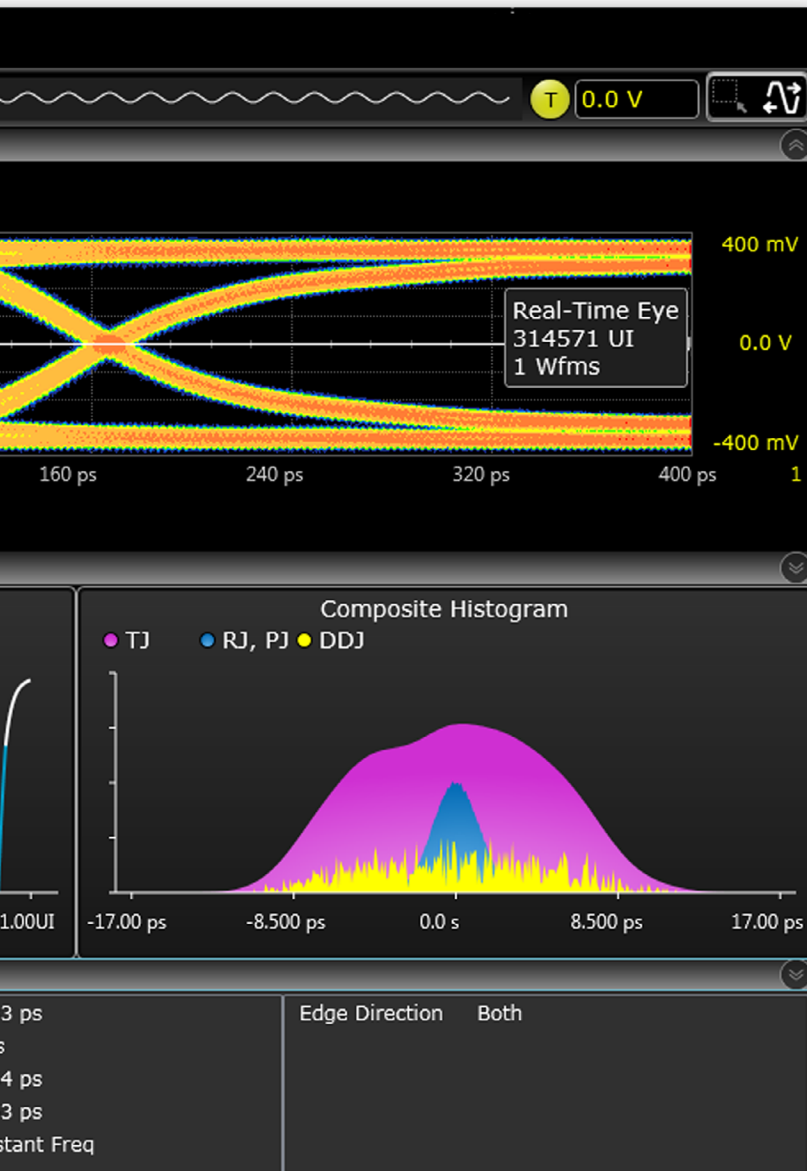 T 0.0 V
400 mV
Real-Time Eye
314571 UI
1 Wfms
0.0 V
-400 mV
160 ps 240 ps 320 ps 400 ps 1
Composite Histogram
TJ RJ, PJ DDJ
1.00UI -17.00 ps -8.500 ps 0.0 s 8.500 ps 17.00 ps
3 ps Edge Direction Both
s
4 ps
3 ps
stant Freq